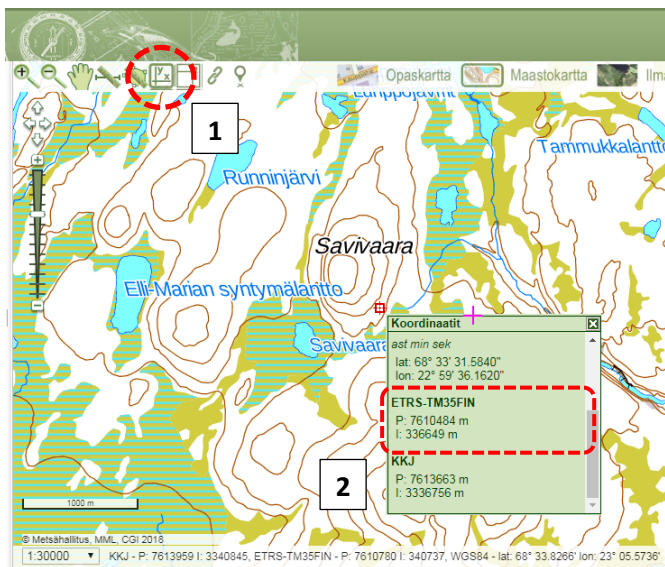 Opaskartta Maastokartta Ilma
1
Lumppojävrit
Tammukkalantto
Runninjärvi
Savivaara
Elli-Marian syntymälantto
Savivaara
Koordinaatit
ast min sek
lat: 68° 33' 31.5840"
lon: 22° 59' 36.1620"
ETRS-TM35FIN
P: 7610484 m
I: 336649 m
KKJ
P: 7613663 m
I: 3336756 m
2
1000 m
© Metsähallitus, MML, CGI 2018
1:30000 KKJ - P: 7613959 I: 3340845, ETRS-TM35FIN - P: 7610780 I: 340737, WGS84 - lat: 68° 33.8266' lon: 23° 05.5736'